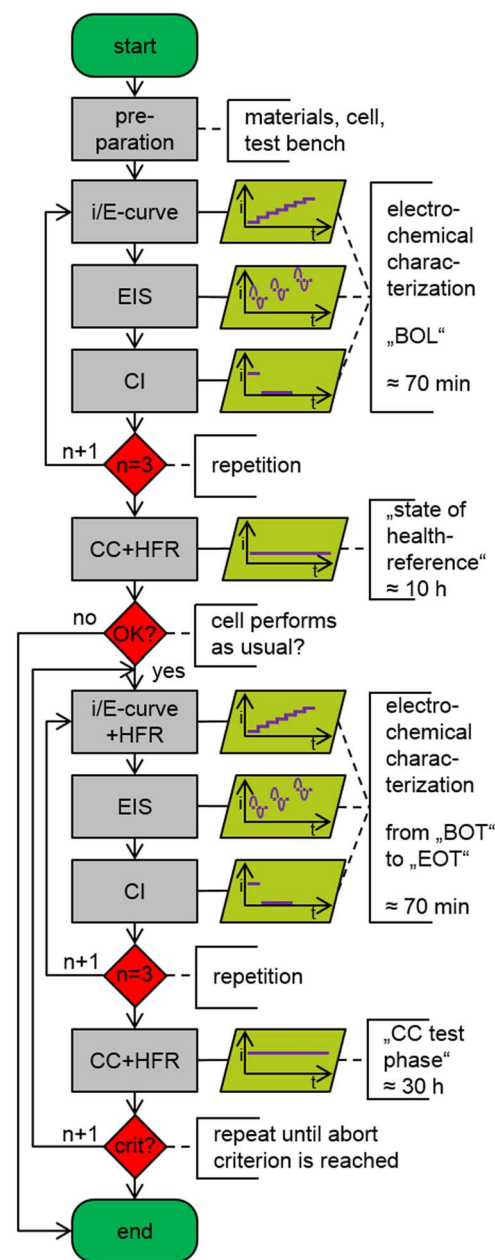 start
pre-
paration
materials, cell,
test bench
i/E-curve
i
t
EIS
i
t
CI
i
t
electro-
chemical
charac-
terization
„BOL“
≈ 70 min
n+1
n=3
repetition
CC+HFR
i
t
„state of
health-
reference“
≈ 10 h
no
OK?
cell performs
as usual?
yes
i/E-curve
+HFR
i
t
EIS
i
t
CI
i
t
electro-
chemical
charac-
terization
from „BOT“
to „EOT“
≈ 70 min
n+1
n=3
repetition
CC+HFR
i
t
„CC test
phase“
≈ 30 h
n+1
crit?
repeat until abort
criterion is reached
end